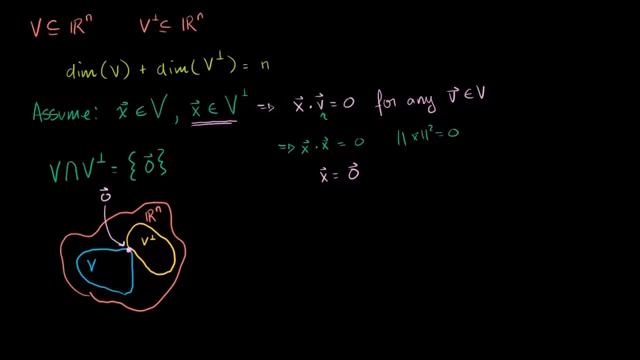 V ⊆ ℝⁿ   V⊥ ⊆ ℝⁿ
dim(V) + dim(V⊥) = n
Assume: x⃗ ∈ V, x⃗ ∈ V⊥ ⇒ x⃗ · v⃗ = 0 for any v⃗ ∈ V
⇒ x⃗ · x⃗ = 0   ||x||² = 0
V ∩ V⊥ = {0⃗}
x⃗ = 0⃗
0⃗
ℝⁿ
V⊥
V